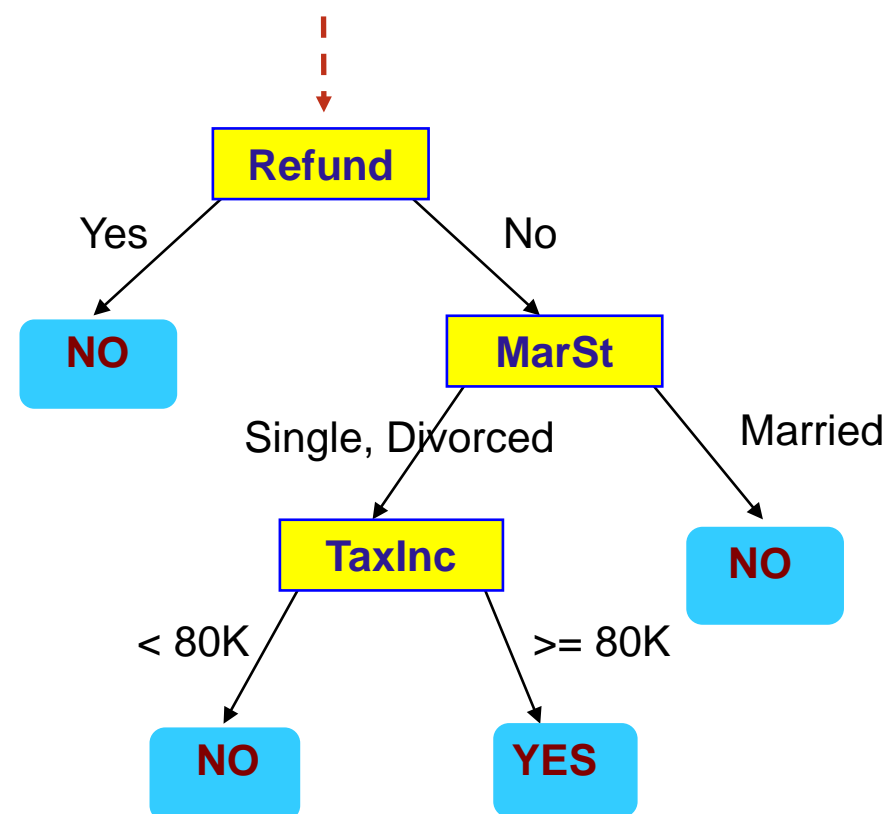 Refund
Yes
No
NO
MarSt
Single, Divorced
Married
TaxInc
NO
< 80K
>= 80K
NO
YES